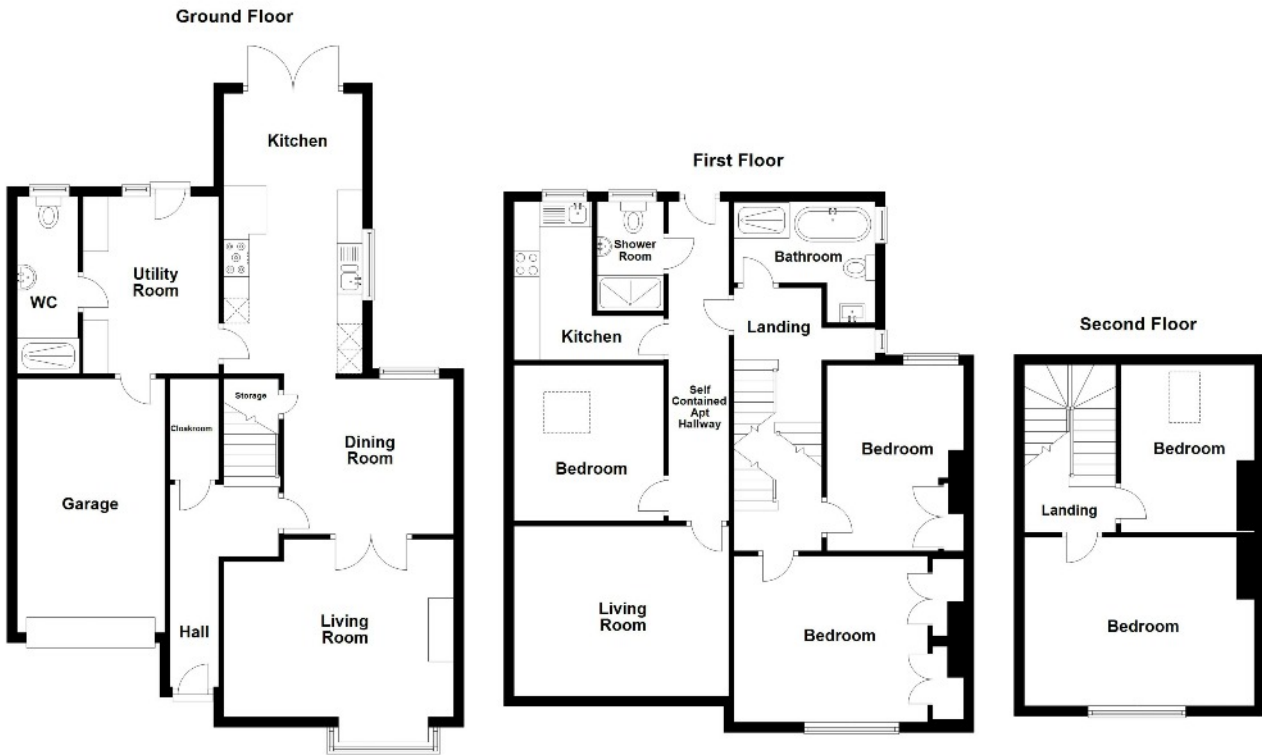 Ground Floor
Kitchen
Utility
Room
WC
Storage
Cloakroom
Dining
Room
Garage
Hall
Living
Room
First Floor
Shower
Room
Bathroom
Kitchen
Landing
Self
Contained
Apt
Hallway
Bedroom
Bedroom
Living
Room
Bedroom
Second Floor
Bedroom
Landing
Bedroom